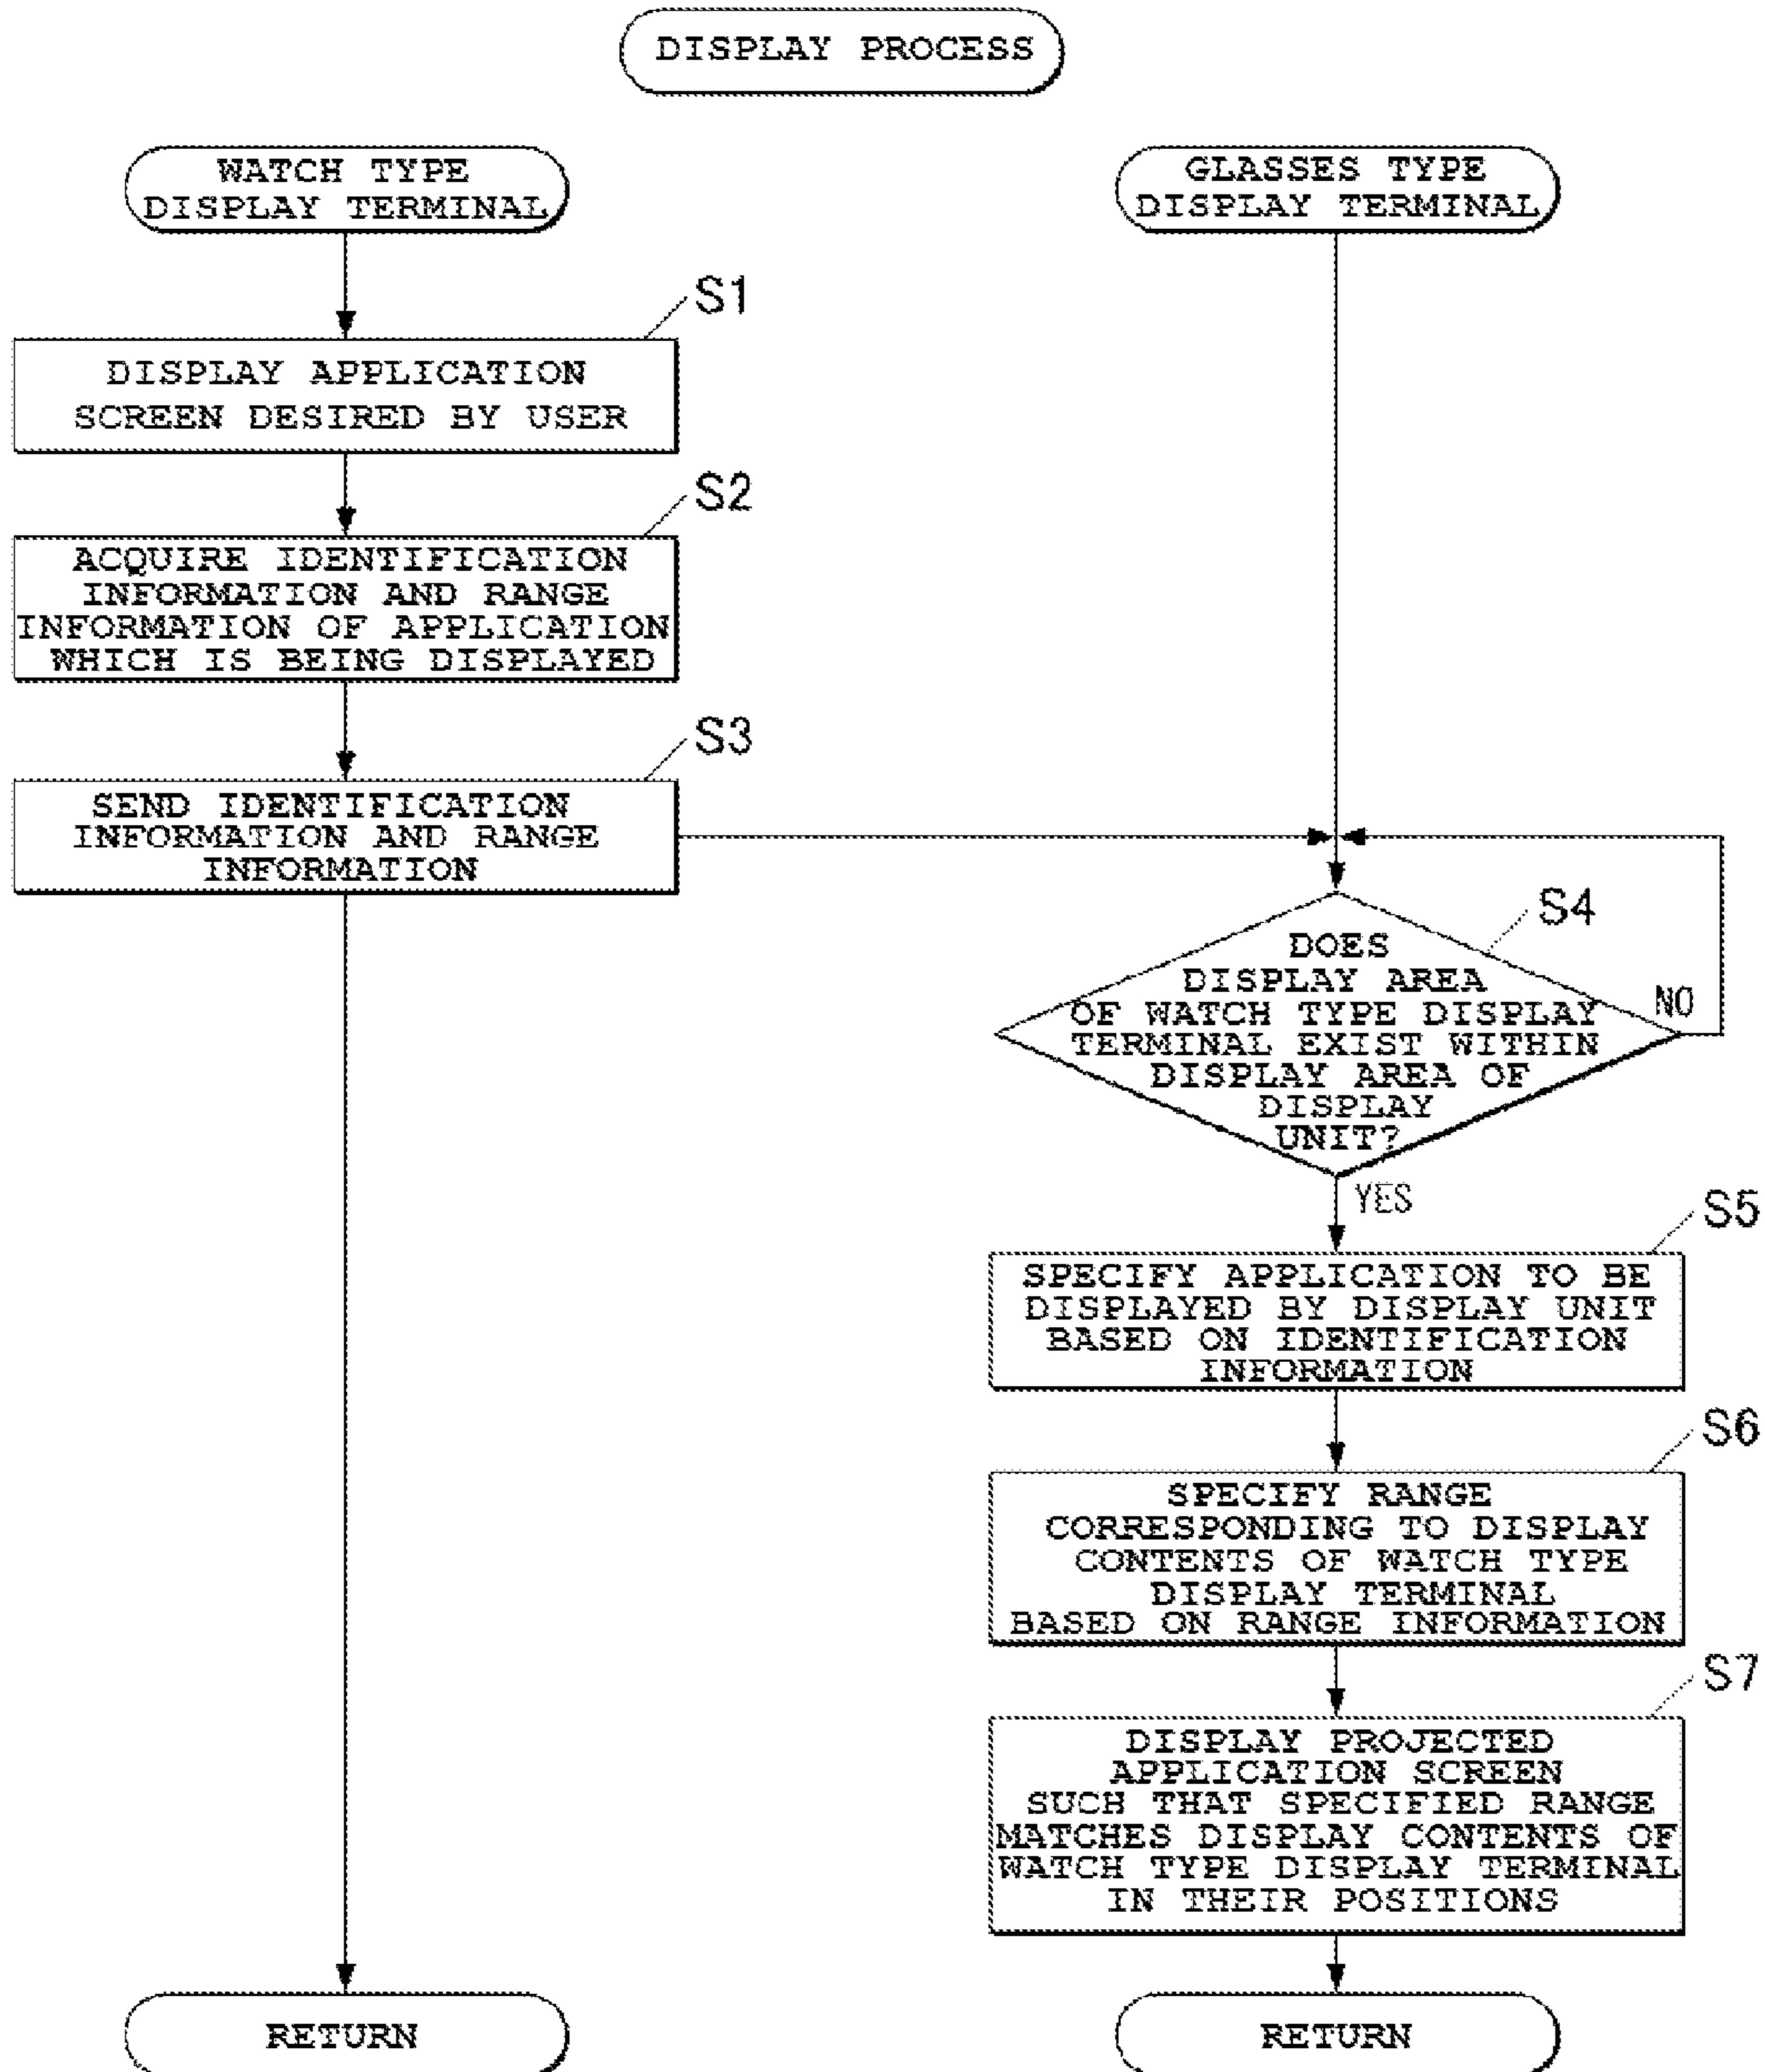 DISPLAY PROCESS
WATCH TYPE
DISPLAY TERMINAL
GLASSES TYPE
DISPLAY TERMINAL
S1
DISPLAY APPLICATION
SCREEN DESIRED BY USER
S2
ACQUIRE IDENTIFICATION
INFORMATION AND RANGE
INFORMATION OF APPLICATION
WHICH IS BEING DISPLAYED
S3
SEND IDENTIFICATION
INFORMATION AND RANGE
INFORMATION
S4
DOES
DISPLAY AREA
OF WATCH TYPE DISPLAY
TERMINAL EXIST WITHIN
DISPLAY AREA OF
DISPLAY
UNIT?
NO
YES
S5
SPECIFY APPLICATION TO BE
DISPLAYED BY DISPLAY UNIT
BASED ON IDENTIFICATION
INFORMATION
S6
SPECIFY RANGE
CORRESPONDING TO DISPLAY
CONTENTS OF WATCH TYPE
DISPLAY TERMINAL
BASED ON RANGE INFORMATION
S7
DISPLAY PROJECTED
APPLICATION SCREEN
SUCH THAT SPECIFIED RANGE
MATCHES DISPLAY CONTENTS OF
WATCH TYPE DISPLAY TERMINAL
IN THEIR POSITIONS
RETURN
RETURN